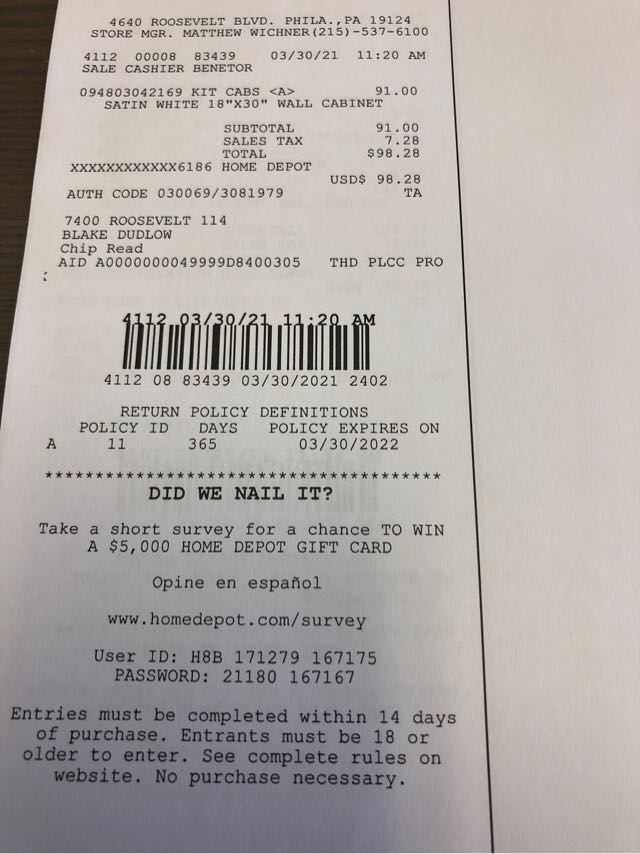 4640 ROOSEVELT BLVD. PHILA.,PA 19124
STORE MGR. MATTHEW WICHNER(215)-537-6100
4112 00008 83439 03/30/21 11:20 AM
SALE CASHIER BENETOR
094803042169 KIT CABS <A> 91.00
SATIN WHITE 18"X30" WALL CABINET
SUBTOTAL 91.00
SALES TAX 7.28
TOTAL $98.28
XXXXXXXXXXXX6186 HOME DEPOT
USD$ 98.28
AUTH CODE 030069/3081979 TA
7400 ROOSEVELT 114
BLAKE DUDLOW
Chip Read
AID A0000000049999D8400305 THD PLCC PRO
4112 03/30/21 11:20 AM
4112 08 83439 03/30/2021 2402
RETURN POLICY DEFINITIONS
POLICY ID DAYS POLICY EXPIRES ON
A 11 365 03/30/2022
****************************************
DID WE NAIL IT?
Take a short survey for a chance TO WIN
A $5,000 HOME DEPOT GIFT CARD
Opine en español
www.homedepot.com/survey
User ID: H8B 171279 167175
PASSWORD: 21180 167167
Entries must be completed within 14 days
of purchase. Entrants must be 18 or
older to enter. See complete rules on
website. No purchase necessary.